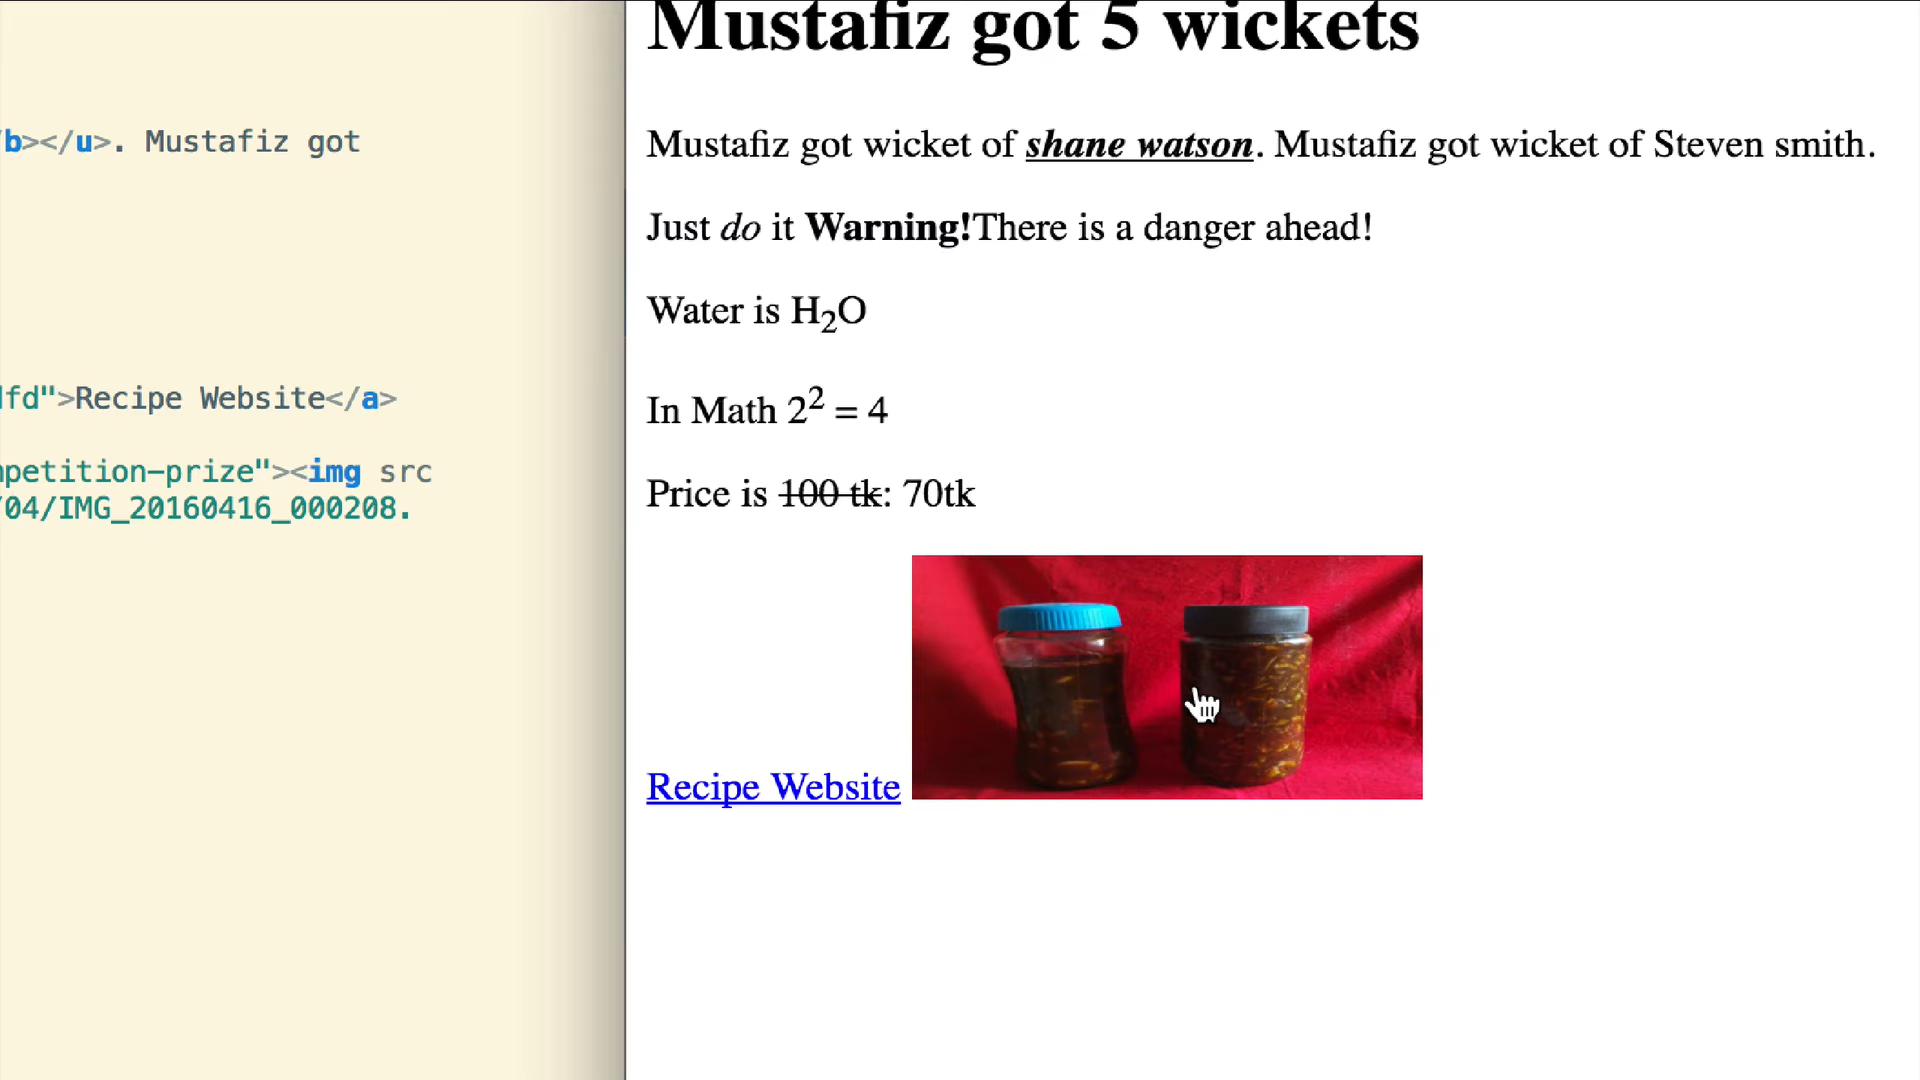 b></u>. Mustafiz got
fd">Recipe Website</a>
petition-prize"><img src
04/IMG_20160416_000208.
Mustafiz got 5 wickets
Mustafiz got wicket of shane watson. Mustafiz got wicket of Steven smith.
Just do it Warning!There is a danger ahead!
Water is H₂O
In Math 2² = 4
Price is 100 tk: 70tk
Recipe Website